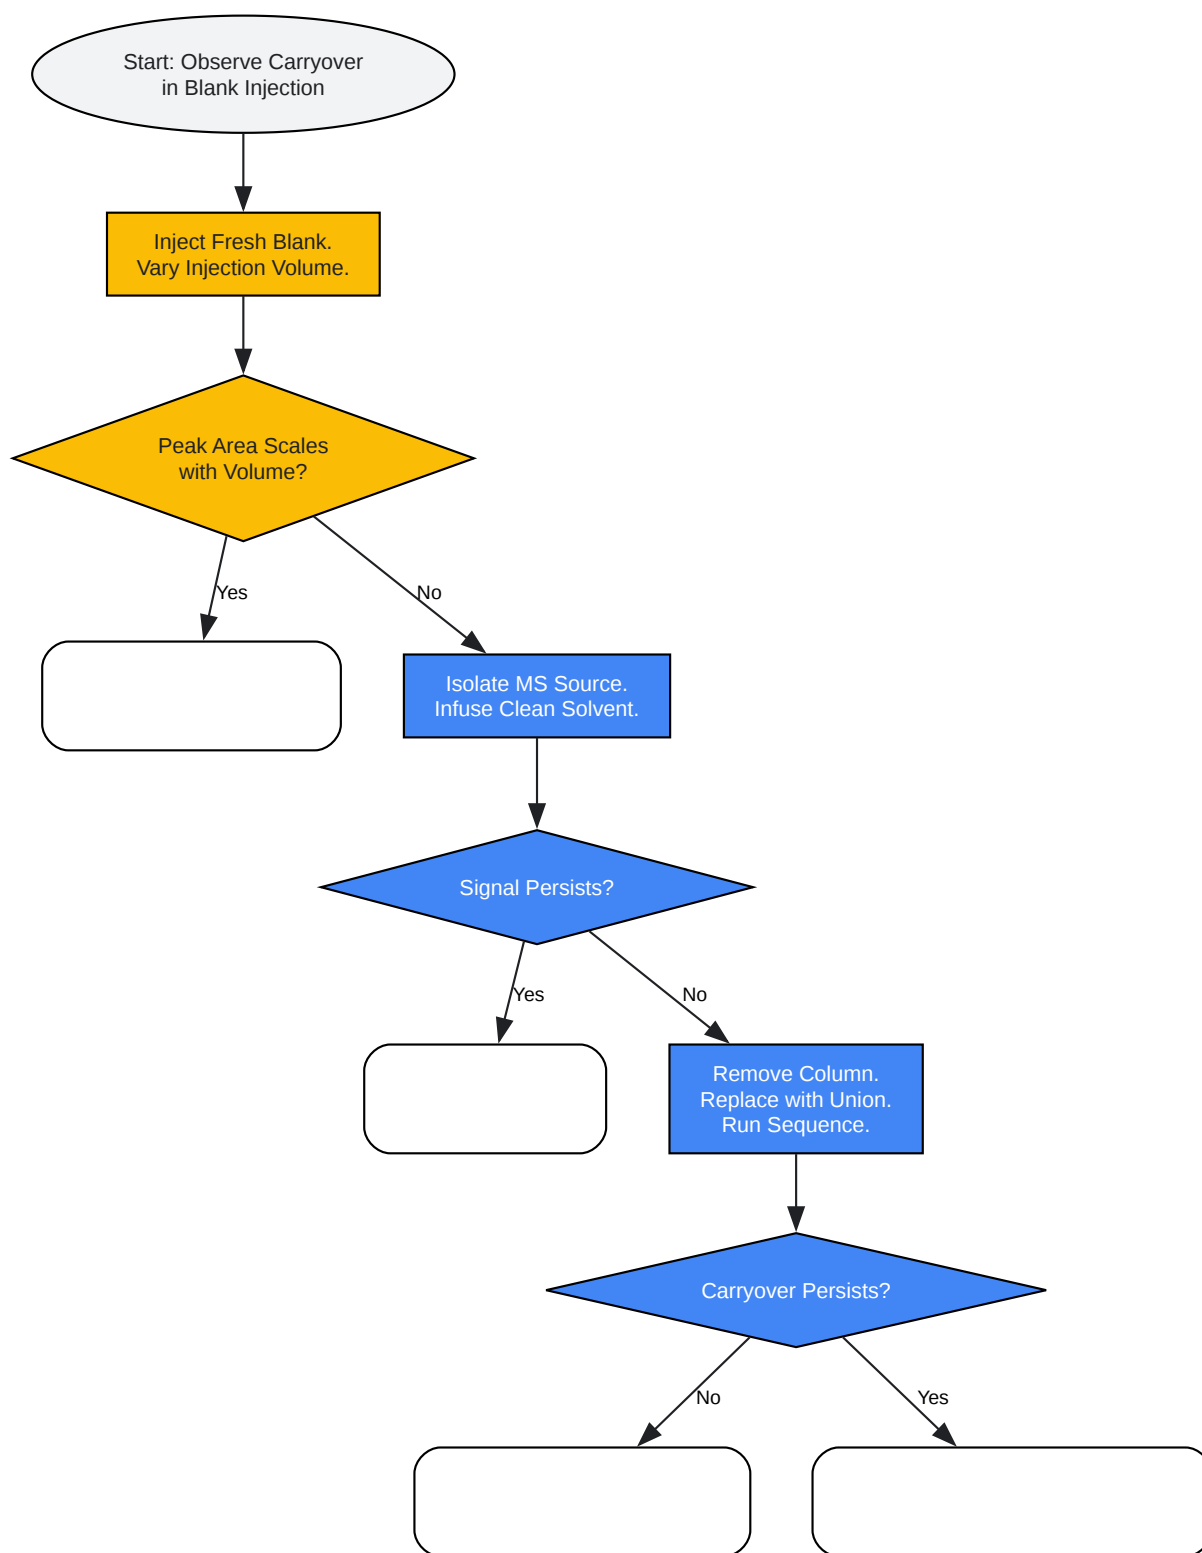 Start: Observe Carryover
in Blank Injection
Inject Fresh Blank.
Vary Injection Volume.
Peak Area Scales
with Volume?
Yes
No
Isolate MS Source.
Infuse Clean Solvent.
Signal Persists?
Yes
No
Remove Column.
Replace with Union.
Run Sequence.
Carryover Persists?
No
Yes